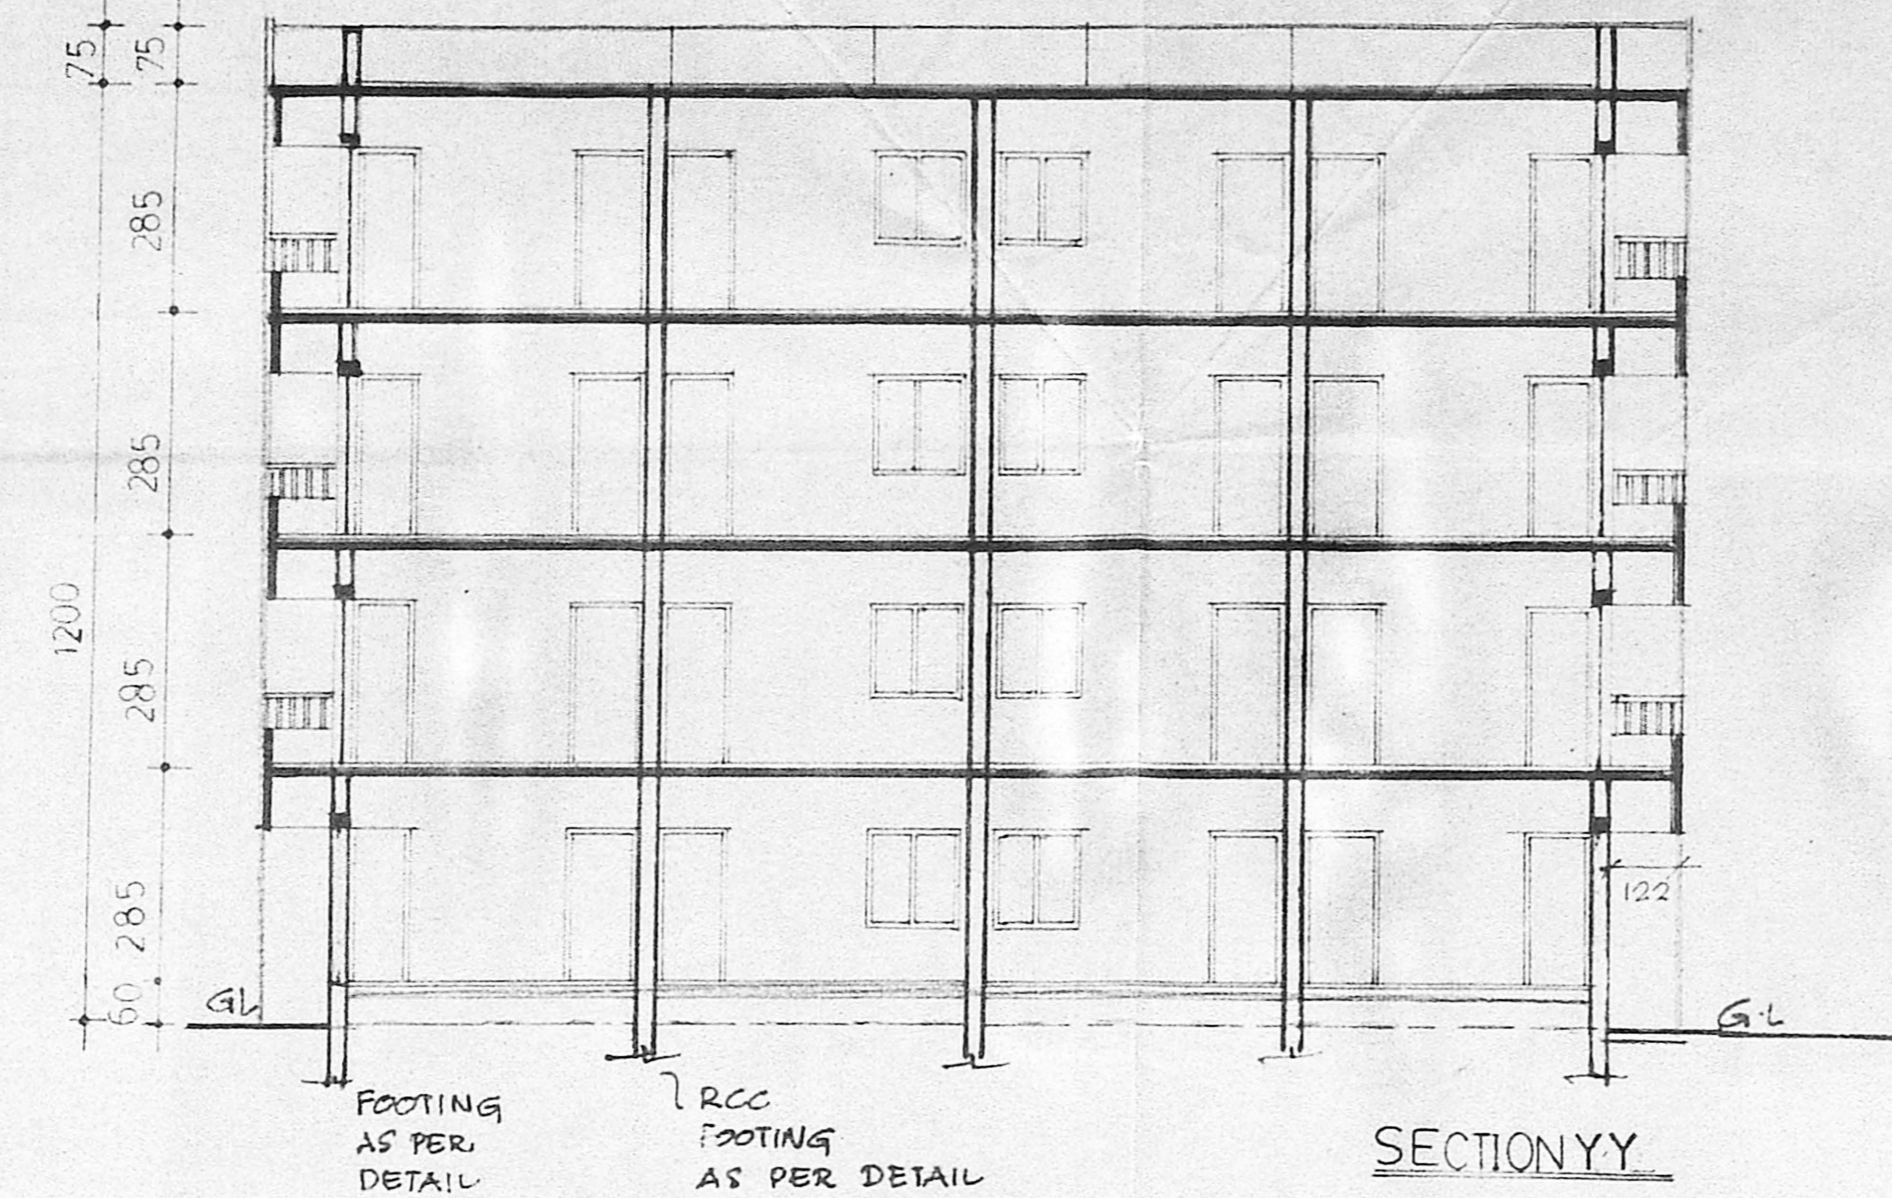 75
75
285
285
1200
285
285
122
60
GL
G.L
FOOTING
AS PER
DETAIL
RCC
FOOTING
AS PER DETAIL
SECTION Y.Y